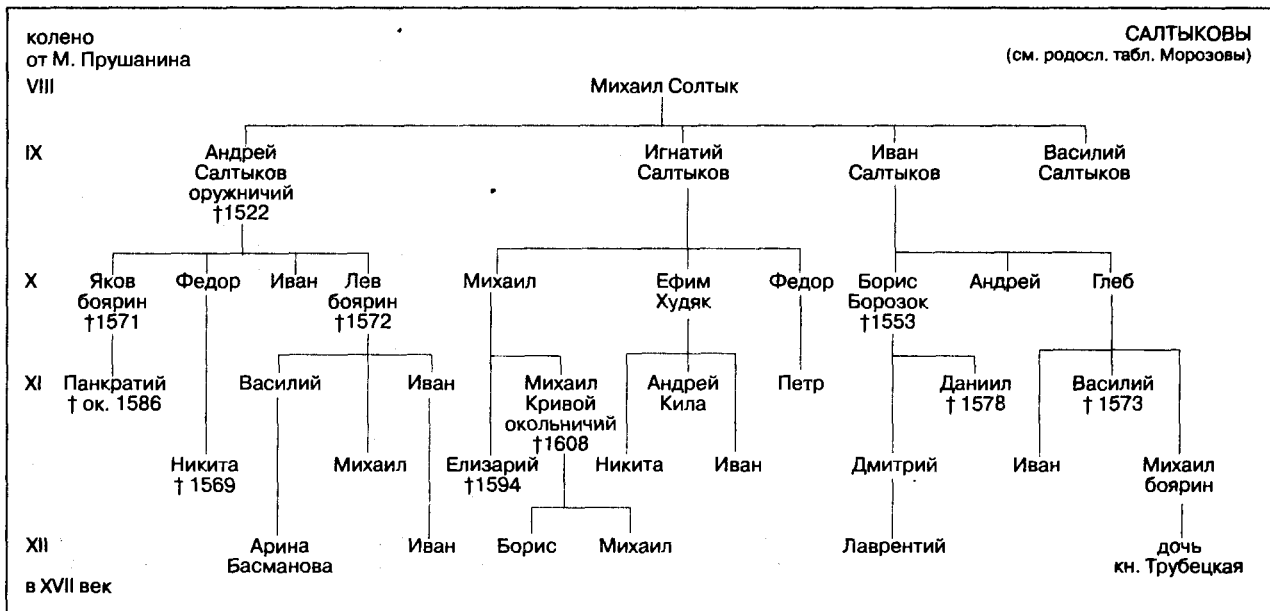 колено
от М. Прушанина
САЛТЫКОВЫ
(см. родосл. табл. Морозовы)
VIII
Михаил Солтык
IX
Андрей
Салтыков
оружничий
†1522
Игнатий
Салтыков
Иван
Салтыков
Василий
Салтыков
X
Яков
боярин
†1571
Федор
Иван
Лев
боярин
†1572
Михаил
Ефим
Худяк
Федор
Борис
Борозок
†1553
Андрей
Глеб
XI
Панкратий
† ок. 1586
Василий
Иван
Михаил
Кривой
окольничий
†1608
Андрей
Кила
Петр
Даниил
† 1578
Василий
† 1573
Никита
† 1569
Михаил
Елизарий
†1594
Никита
Иван
Дмитрий
Иван
Михаил
боярин
XII
Арина
Басманова
Иван
Борис
Михаил
Лаврентий
дочь
кн. Трубецкая
в XVII век